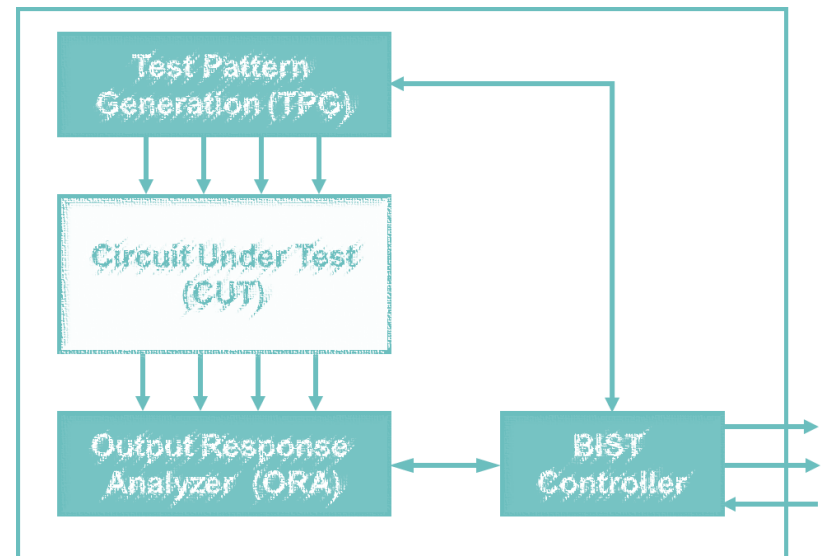 Test Pattern
Generation (TPG)
Circuit Under Test
(CUT)
Output Response
Analyzer (ORA)
BIST
Controller